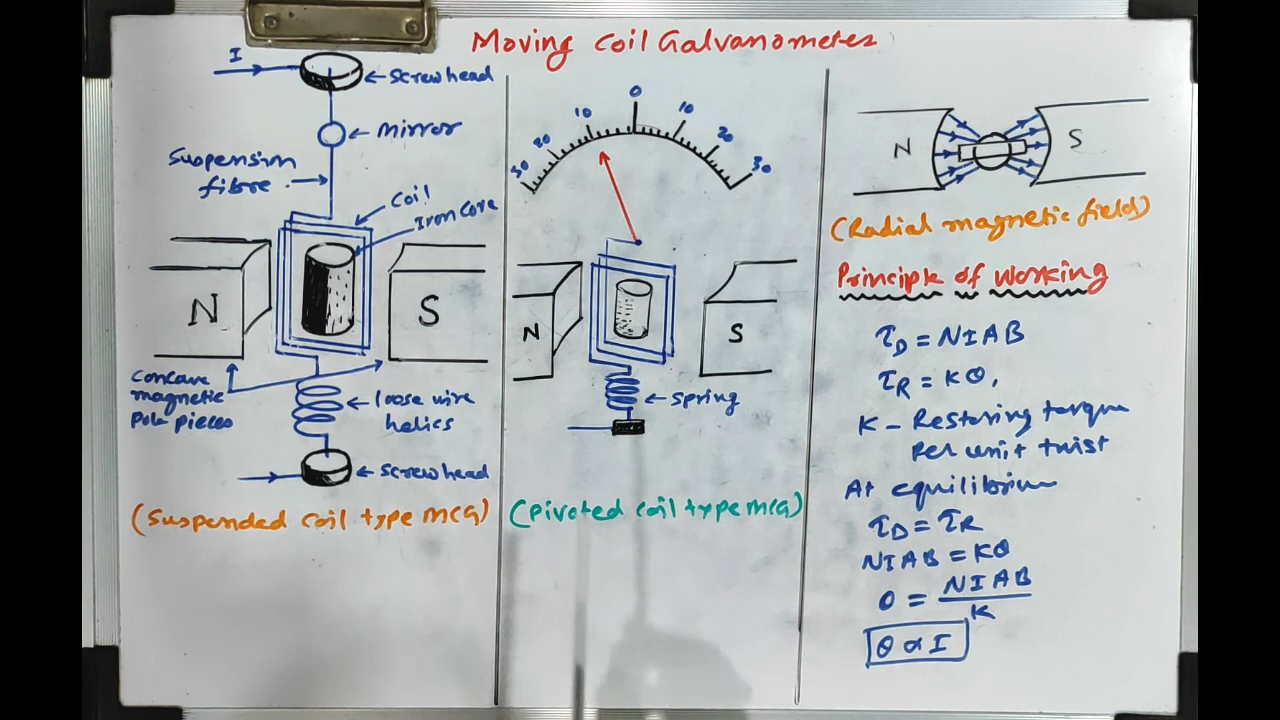 Moving Coil Galvanometer
I
screw head
mirror
Suspension
fibre
Coil
Iron Core
N
S
Concave
magnetic
Pole pieces
loose wire
helics
screw head
(Suspended coil type MCG)
30 20 10 0 10 20 30
N
S
spring
(Pivoted coil type MCG)
N
S
(Radial magnetic fields)
Principle of Working
τD = NIAB
τR = Kθ,
K - Restoring torque
Per unit twist
At equilibrium
τD = τR
NIAB = Kθ
θ = NIAB
K
θ ∝ I